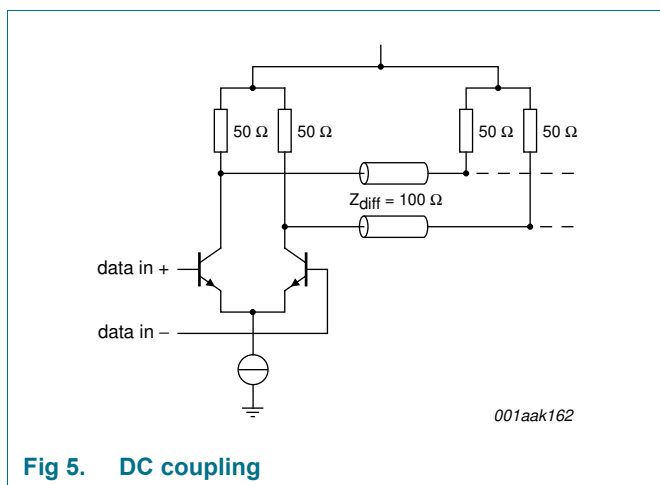 50 Ω 50 Ω 50 Ω 50 Ω
Zdiff = 100 Ω
data in +
data in −
001aak162
Fig 5. DC coupling